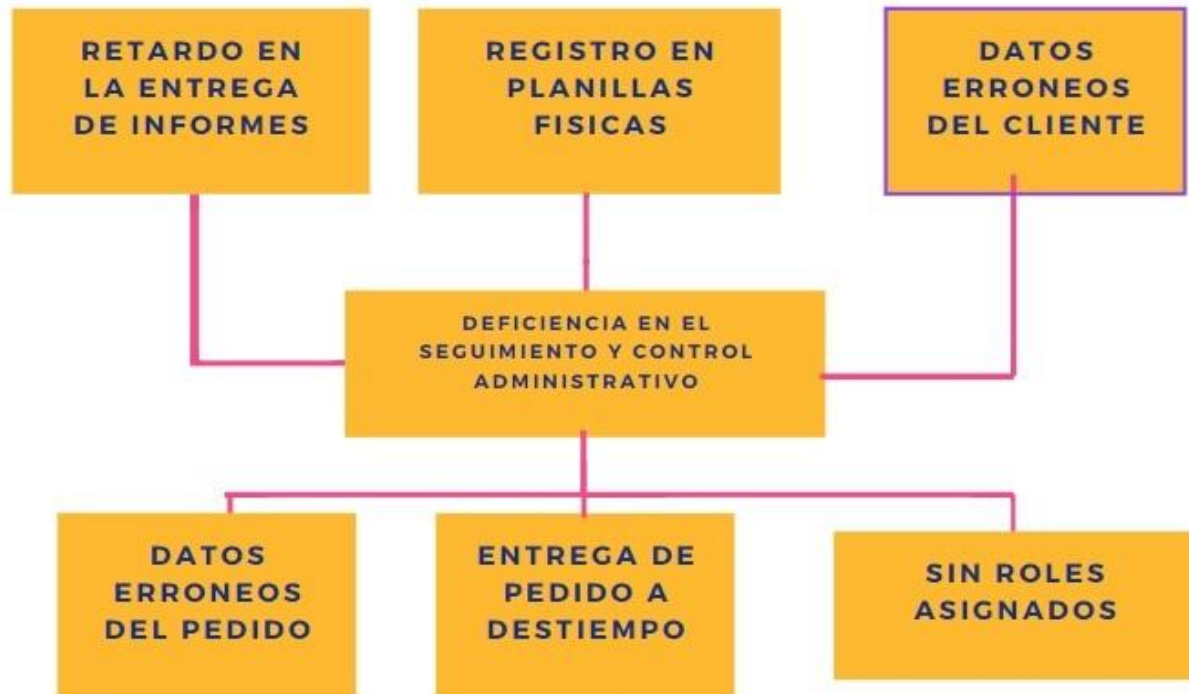 RETARDO EN
LA ENTREGA
DE INFORMES
REGISTRO EN
PLANILLAS
FISICAS
DATOS
ERRONEOS
DEL CLIENTE
DEFICIENCIA EN EL
SEGUIMIENTO Y CONTROL
ADMINISTRATIVO
DATOS
ERRONEOS
DEL PEDIDO
ENTREGA DE
PEDIDO A
DESTIEMPO
SIN ROLES
ASIGNADOS